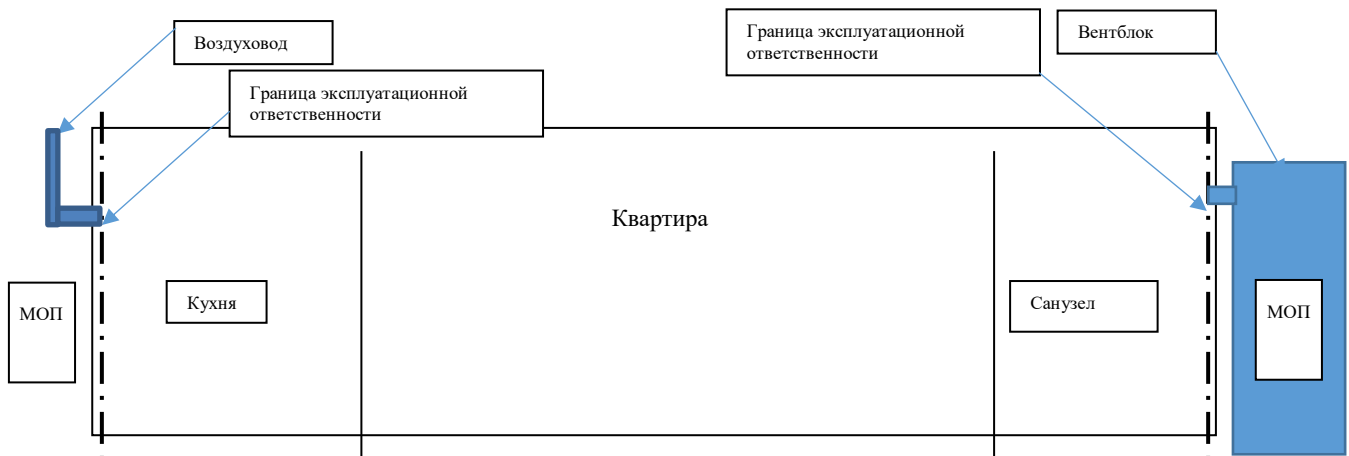 Воздуховод
Граница эксплуатационной
ответственности
Вентблок
Граница эксплуатационной
ответственности
Квартира
МОП
Кухня
Санузел
МОП